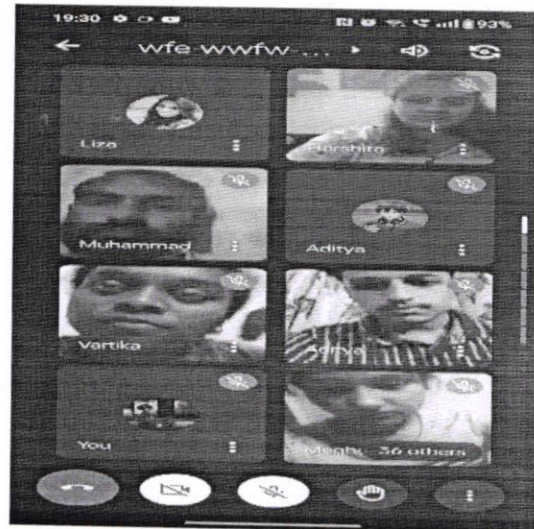 19:30 93%
wfe-wwfw-...
Liza
Harshita
Muhammad
Aditya
Vartika
You
36 others